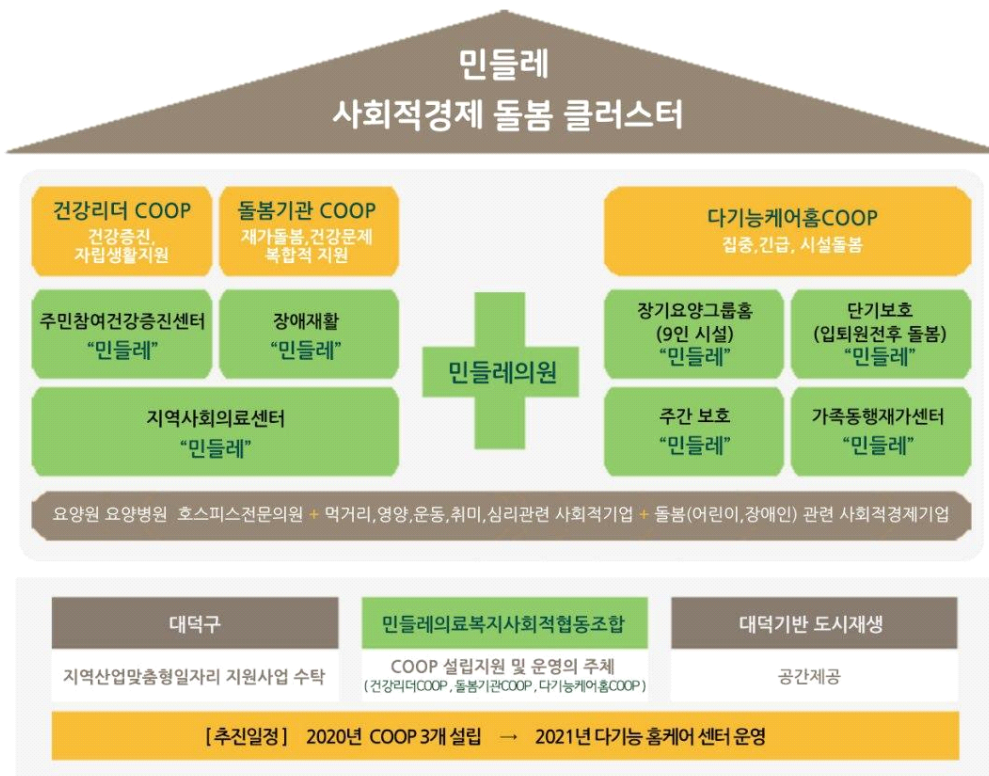 민들레
사회적경제 돌봄 클러스터
건강리더 COOP
건강증진,
자립생활지원
돌봄기관 COOP
재가돌봄,건강문제
복합적 지원
다기능케어홈COOP
집중,긴급, 시설돌봄
주민참여건강증진센터
“민들레”
장애재활
“민들레”
지역사회의료센터
“민들레”
민들레의원
장기요양그룹홈
(9인 시설)
“민들레”
단기보호
(입퇴원전후 돌봄)
“민들레”
주간 보호
“민들레”
가족동행재가센터
“민들레”
요양원 요양병원 호스피스전문의원 + 먹거리,영양,운동,취미,심리관련 사회적기업 + 돌봄(어린이,장애인) 관련 사회적경제기업
대덕구
지역산업맞춤형일자리 지원사업 수탁
민들레의료복지사회적협동조합
COOP 설립지원 및 운영의 주체
(건강리더COOP, 돌봄기관COOP, 다기능케어홈COOP)
대덕기반 도시재생
공간제공
[추진일정] 2020년 COOP 3개 설립 → 2021년 다기능 홈케어 센터 운영